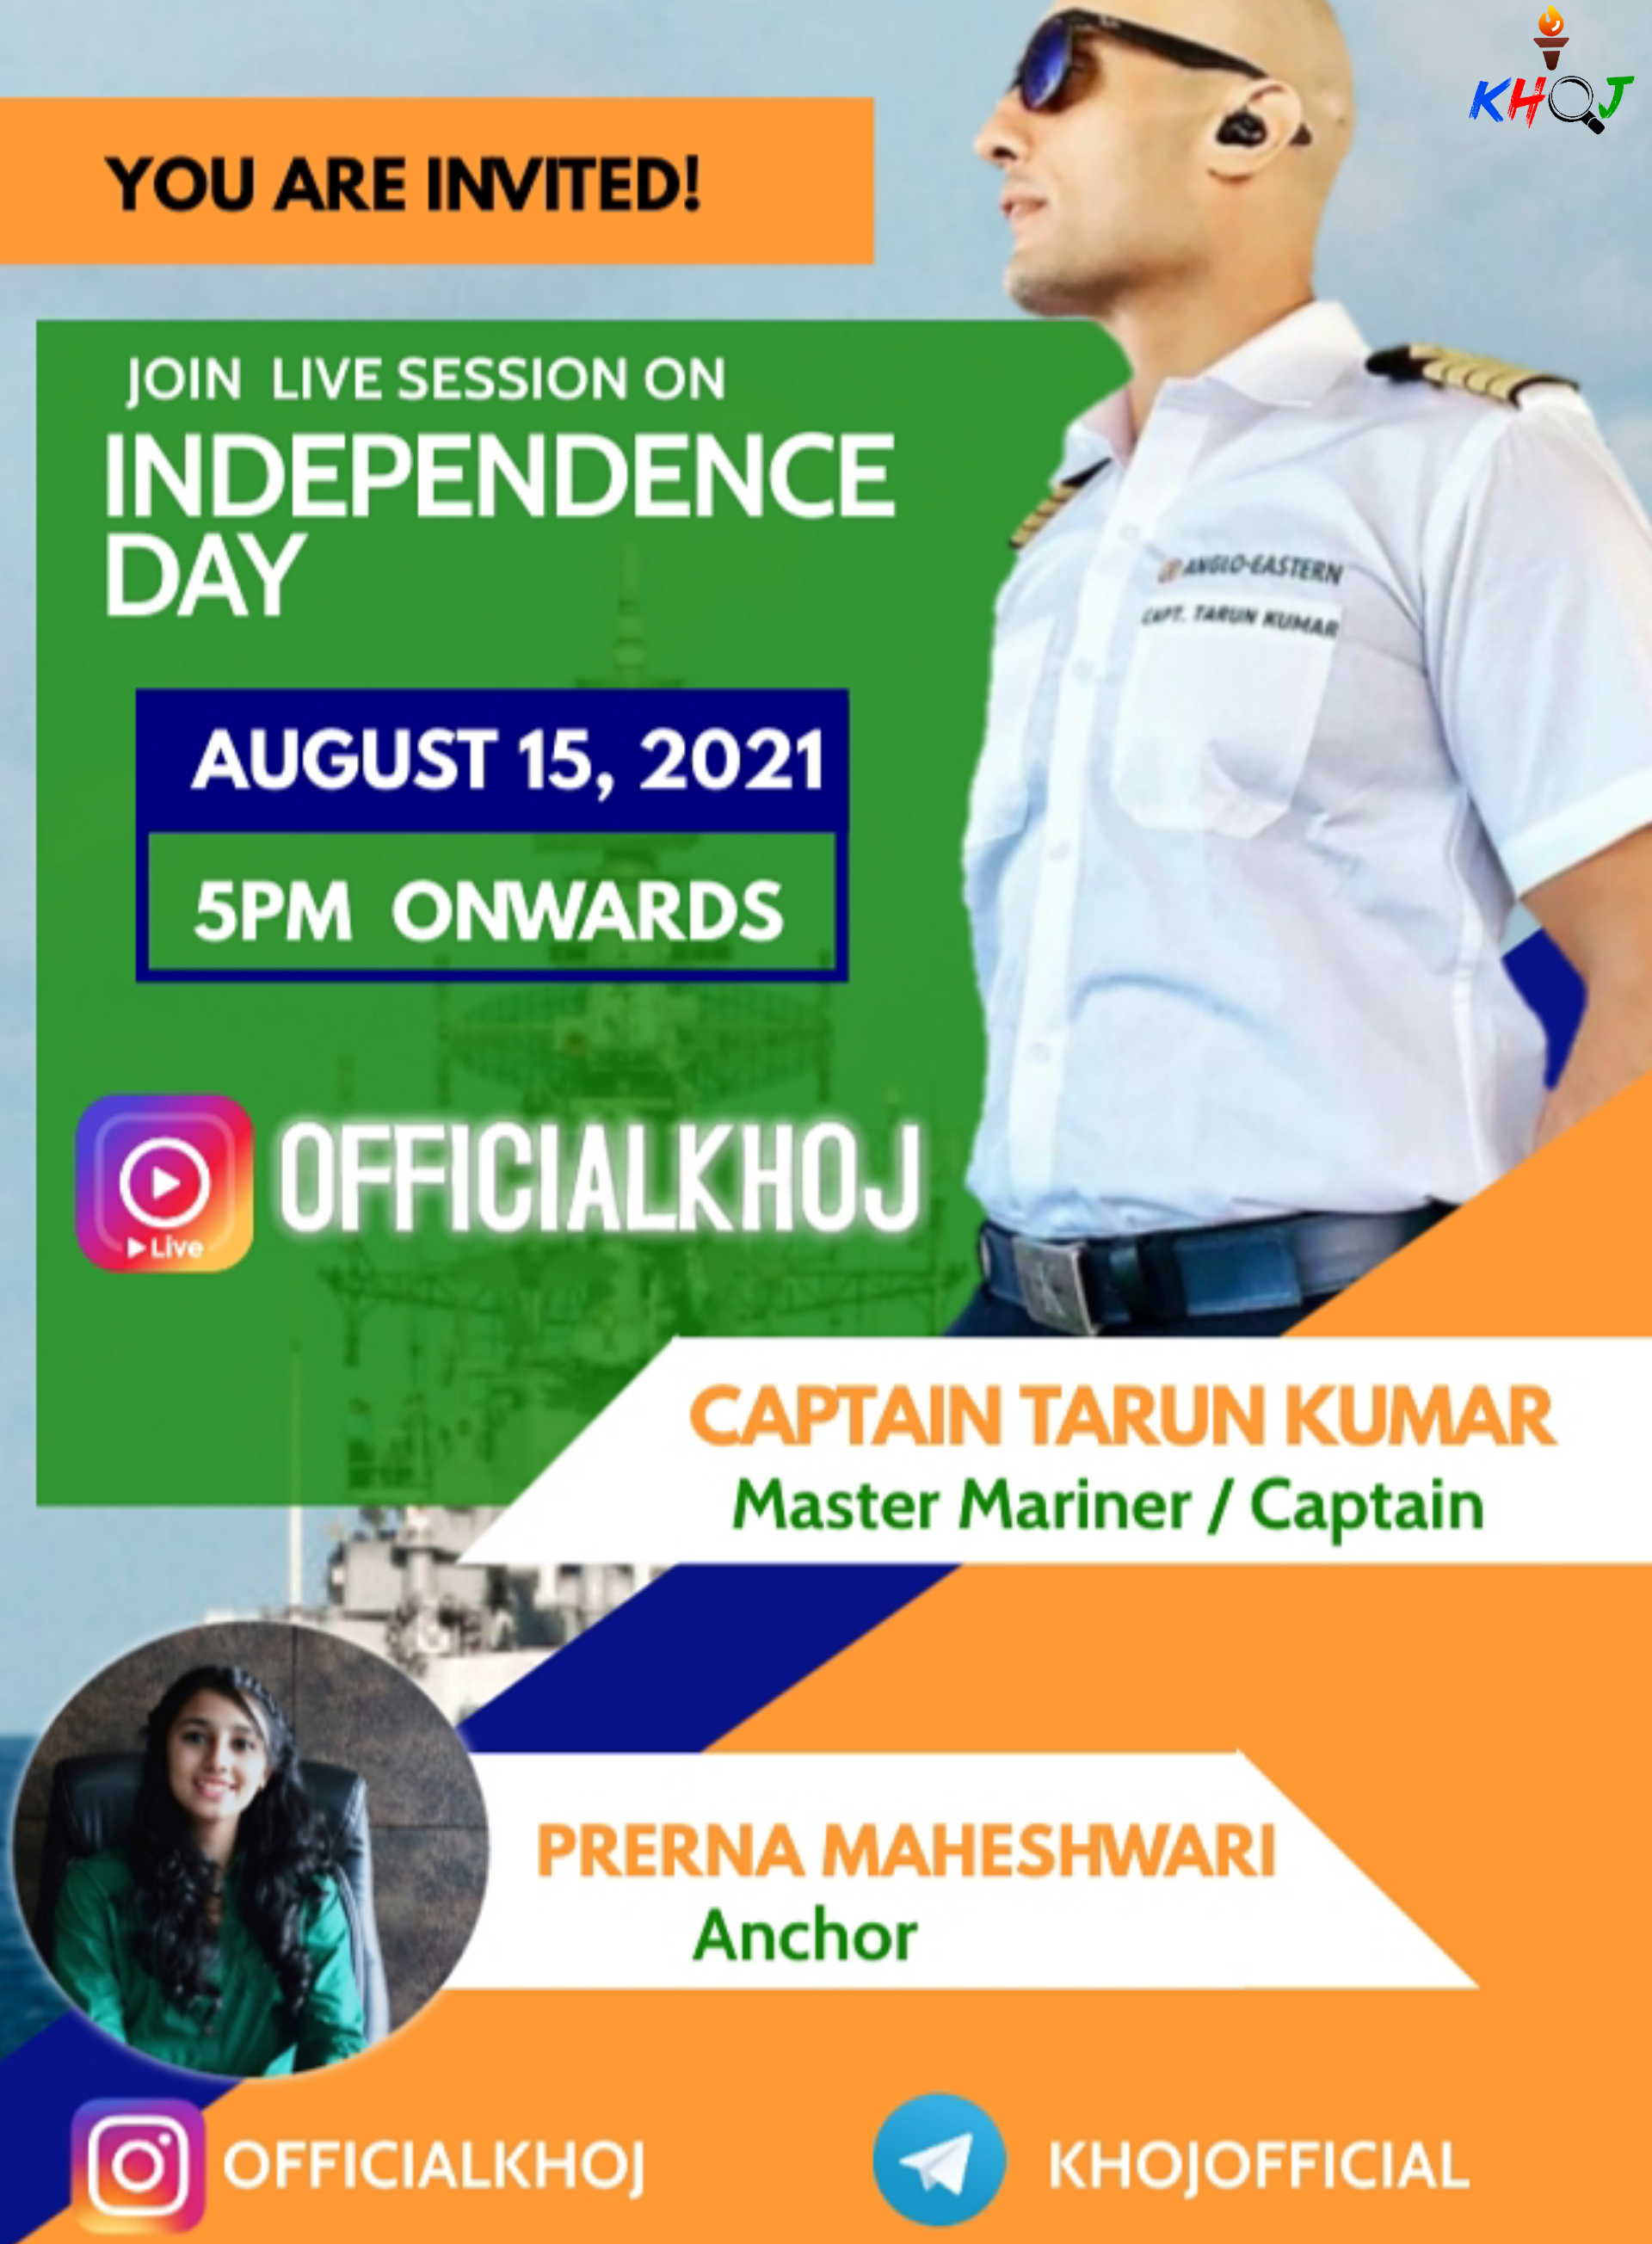 KHOJ
YOU ARE INVITED!
JOIN LIVE SESSION ON
INDEPENDENCE
DAY
AUGUST 15, 2021
5PM ONWARDS
ANGLO-EASTERN
CAPT. TARUN KUMAR
Live
OFFICIALKHOJ
CAPTAIN TARUN KUMAR
Master Mariner / Captain
PRERNA MAHESHWARI
Anchor
OFFICIALKHOJ
KHOJOFFICIAL